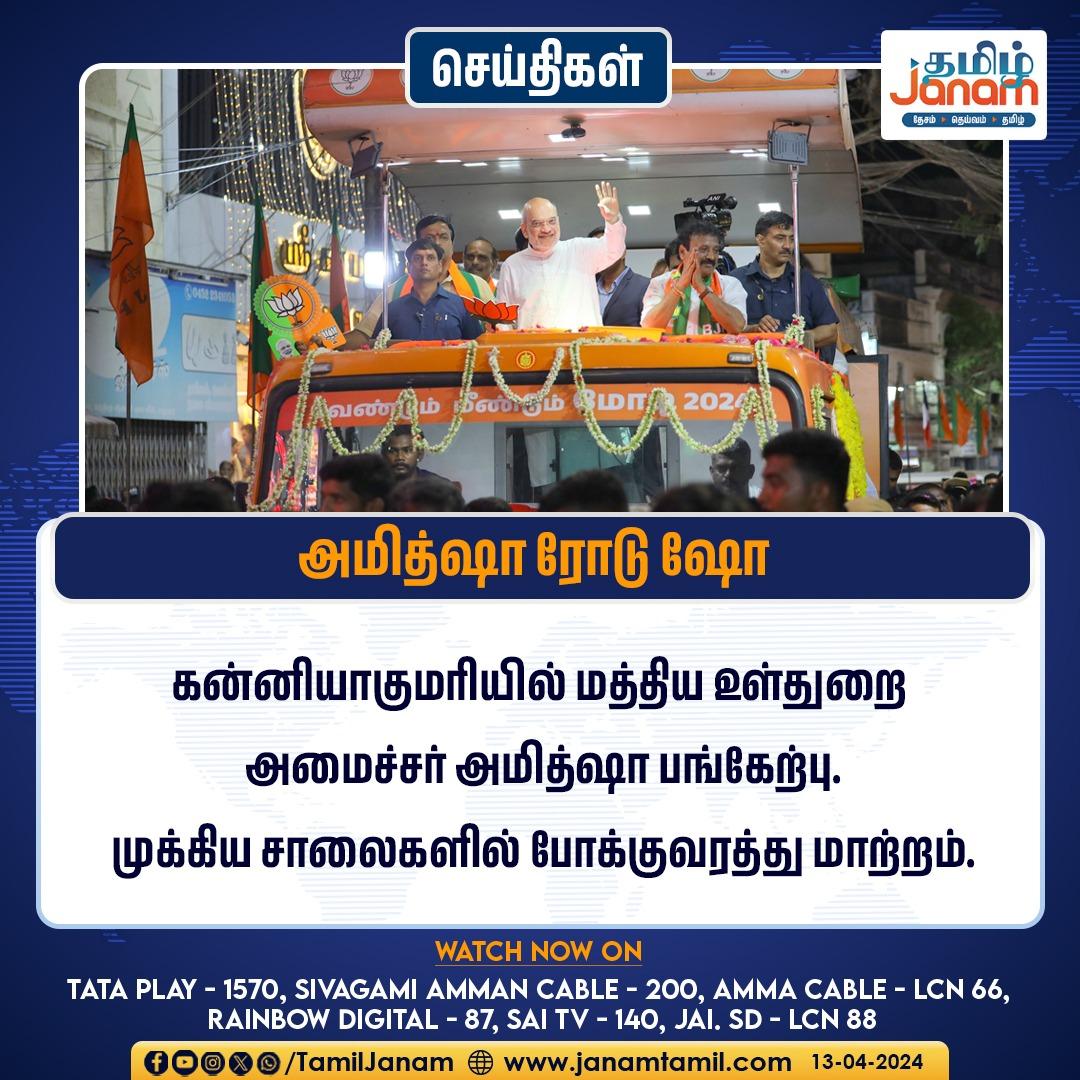 செய்திகள்
தமிழ்
Janam
தேசம் ▸ தெய்வம் ▸ தமிழ்
ANI
வேண்டும் மீண்டும் மோடி 2024
அமித்ஷா ரோடு ஷோ
கன்னியாகுமரியில் மத்திய உள்துறை
அமைச்சர் அமித்ஷா பங்கேற்பு.
முக்கிய சாலைகளில் போக்குவரத்து மாற்றம்.
WATCH NOW ON
TATA PLAY - 1570, SIVAGAMI AMMAN CABLE - 200, AMMA CABLE - LCN 66,
RAINBOW DIGITAL - 87, SAI TV - 140, JAI. SD - LCN 88
/TamilJanam www.janamtamil.com 13-04-2024